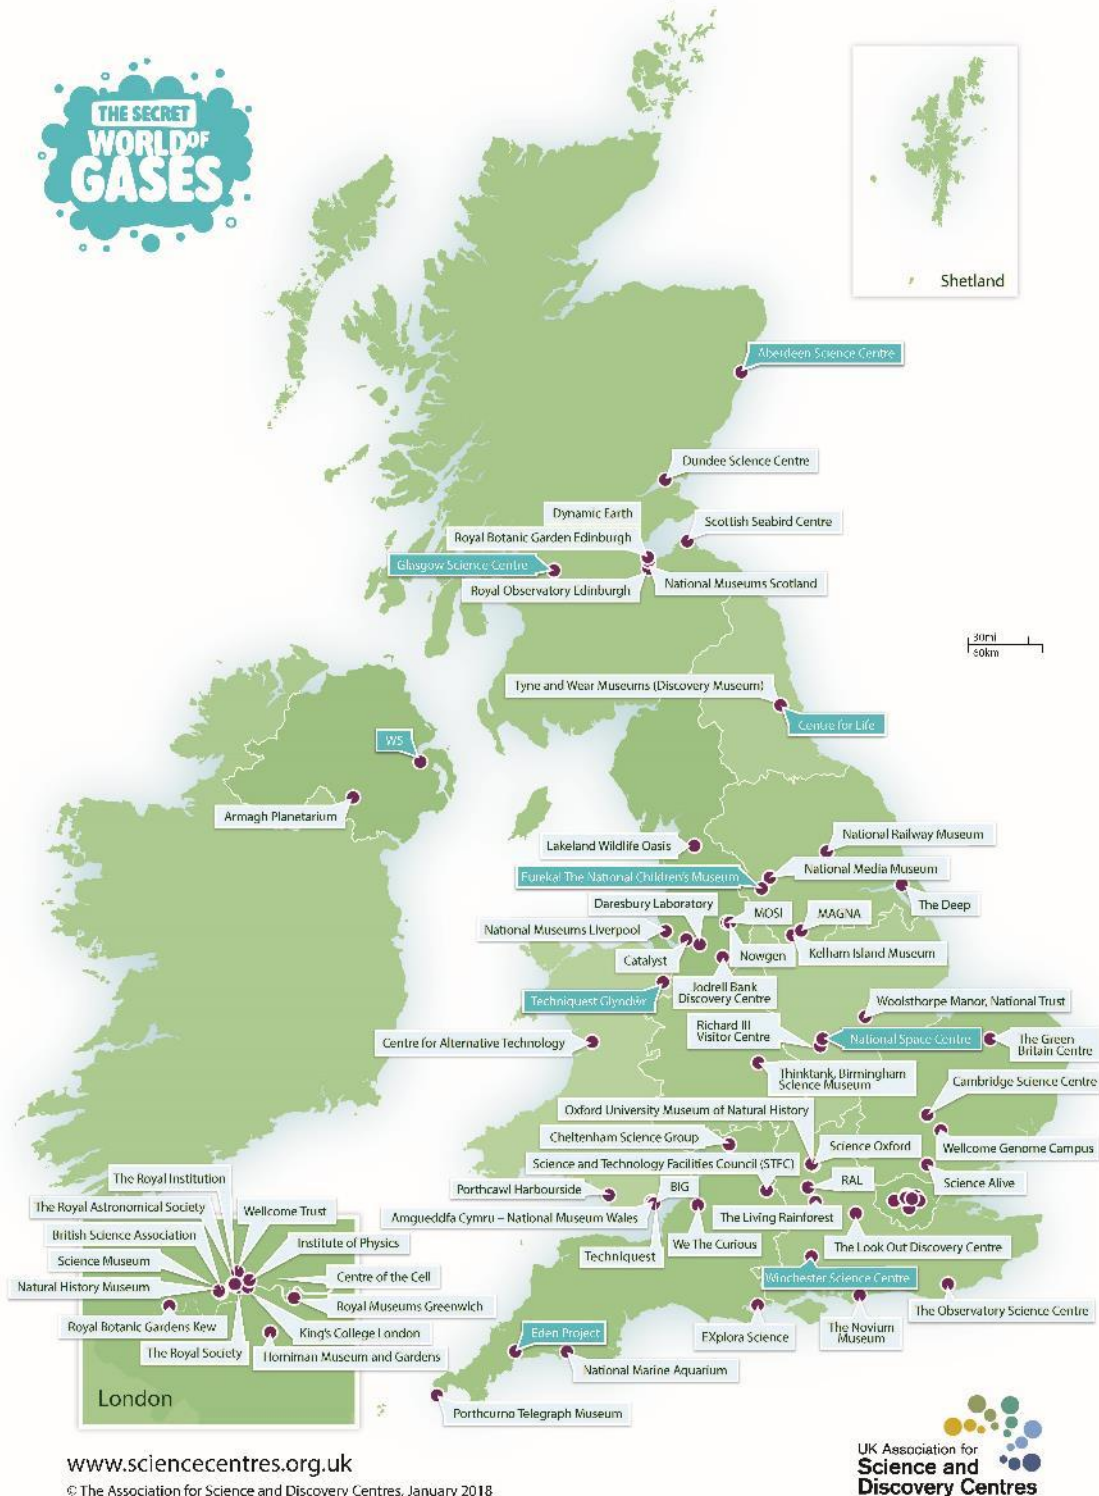 THE SECRET
WORLD OF
GASES
Shetland
Aberdeen Science Centre
Dundee Science Centre
Dynamic Earth
Scottish Seabird Centre
Royal Botanic Garden Edinburgh
Glasgow Science Centre
National Museums Scotland
Royal Observatory Edinburgh
30mi
60km
Tyne and Wear Museums (Discovery Museum)
Centre for Life
W5
Armagh Planetarium
National Railway Museum
Lakeland Wildlife Oasis
National Media Museum
Eureka! The National Children's Museum
The Deep
Daresbury Laboratory
MOSI
MAGNA
National Museums Liverpool
Catalyst
Nowgen
Kelham Island Museum
Jodrell Bank
Discovery Centre
Techniquest Glyndŵr
Woolsthorpe Manor, National Trust
Richard III
Visitor Centre
National Space Centre
The Green
Britain Centre
Centre for Alternative Technology
Thinktank, Birmingham
Science Museum
Cambridge Science Centre
Oxford University Museum of Natural History
Cheltenham Science Group
Science Oxford
Wellcome Genome Campus
Science and Technology Facilities Council (STFC)
Science Alive
RAL
BIG
Porthcawl Harbourside
Amgueddfa Cymru – National Museum Wales
The Living Rainforest
We The Curious
The Look Out Discovery Centre
Techniquest
Winchester Science Centre
The Observatory Science Centre
The Novium
Museum
EXplora Science
Eden Project
National Marine Aquarium
Porthcurno Telegraph Museum
The Royal Institution
The Royal Astronomical Society
Wellcome Trust
British Science Association
Institute of Physics
Science Museum
Centre of the Cell
Natural History Museum
Royal Museums Greenwich
Royal Botanic Gardens Kew
King's College London
The Royal Society
Horniman Museum and Gardens
London
www.sciencecentres.org.uk
© The Association for Science and Discovery Centres, January 2018
UK Association for
Science and
Discovery Centres